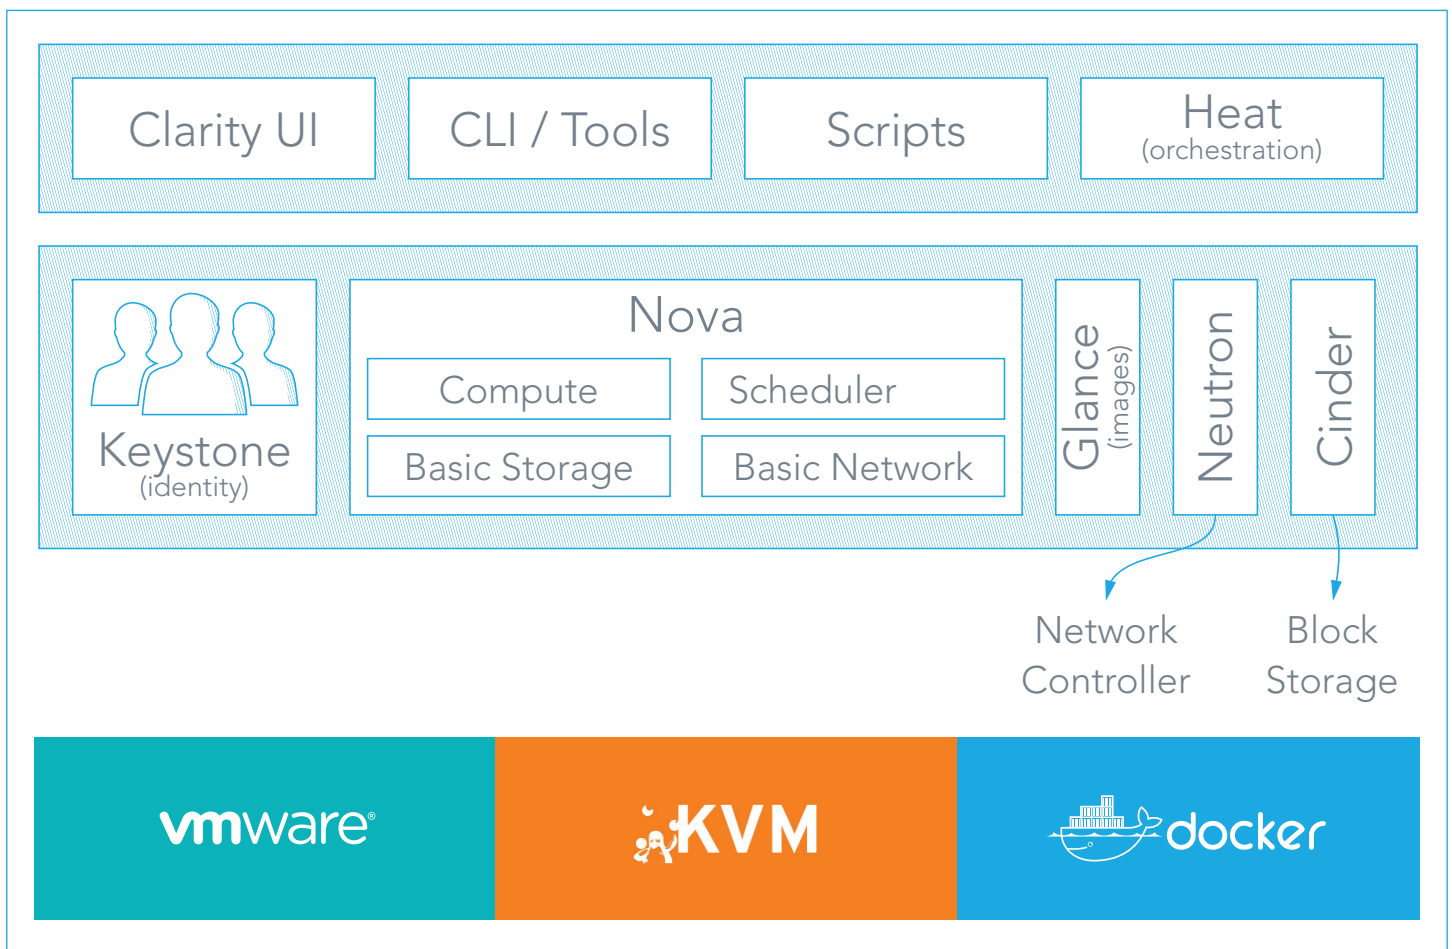 Clarity UI
CLI / Tools
Scripts
Heat
(orchestration)
Keystone
(identity)
Nova
Compute
Scheduler
Basic Storage
Basic Network
Glance
(images)
Neutron
Cinder
Network
Controller
Block
Storage
vmware®
KVM
docker